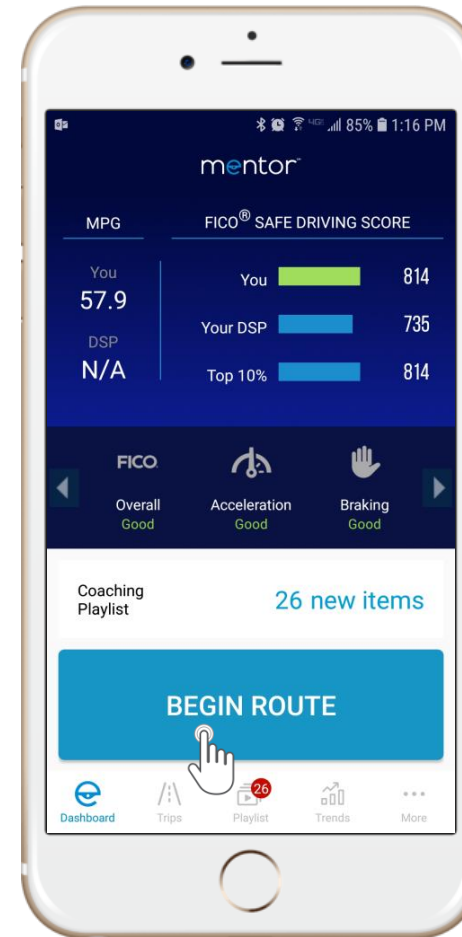 4GE 85% 1:16 PM
mentor
MPG FICO® SAFE DRIVING SCORE
You
57.9
DSP
N/A
You 814
Your DSP 735
Top 10% 814
FICO
Overall Acceleration Braking
Good Good Good
Coaching
Playlist
26 new items
BEGIN ROUTE
26
Dashboard Trips Playlist Trends More